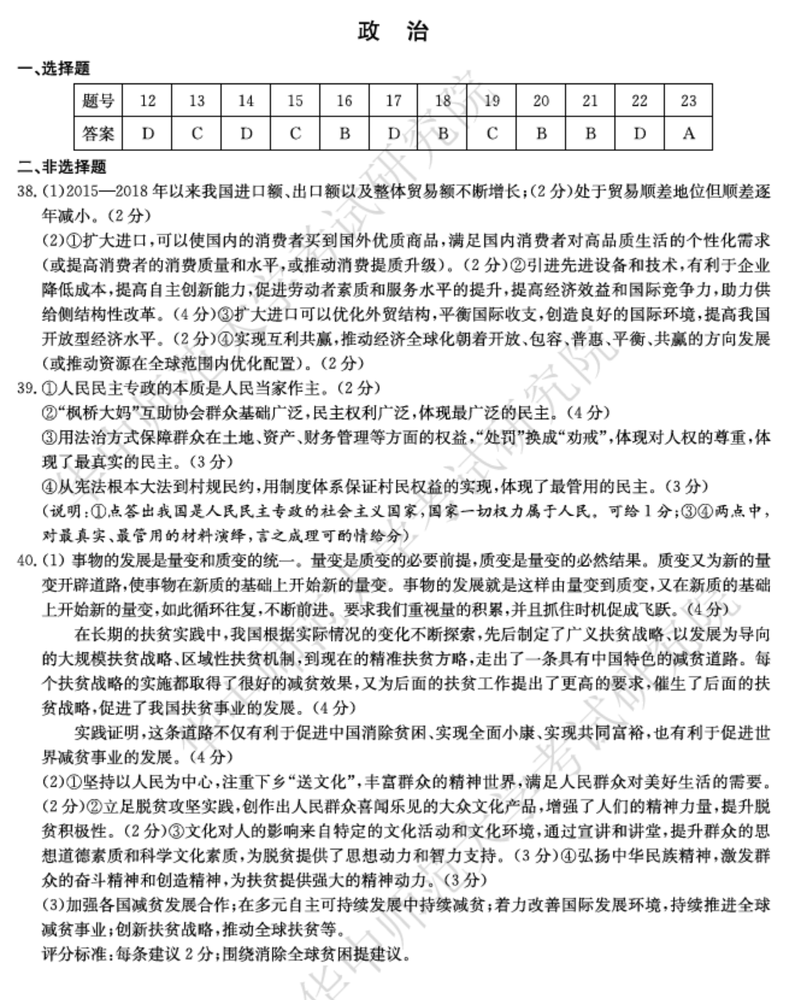 政 治
一、选择题
题号 12 13 14 15 16 17 18 19 20 21 22 23
答案 D C D C B D B C B B D A
二、非选择题
38.(1)2015—2018年以来我国进口额、出口额以及整体贸易额不断增长;(2分)处于贸易顺差地位但顺差逐
年减小。(2分)
(2)①扩大进口,可以使国内的消费者买到国外优质商品,满足国内消费者对高品质生活的个性化需求
(或提高消费者的消费质量和水平,或推动消费提质升级)。(2分)②引进先进设备和技术,有利于企业
降低成本,提高自主创新能力,促进劳动者素质和服务水平的提升,提高经济效益和国际竞争力,助力供
给侧结构性改革。(4分)③扩大进口可以优化外贸结构,平衡国际收支,创造良好的国际环境,提高我国
开放型经济水平。(2分)④实现互利共赢,推动经济全球化朝着开放、包容、普惠、平衡、共赢的方向发展
(或推动资源在全球范围内优化配置)。(2分)
39.①人民民主专政的本质是人民当家作主。(2分)
②“枫桥大妈”互助协会群众基础广泛,民主权利广泛,体现最广泛的民主。(4分)
③用法治方式保障群众在土地、资产、财务管理等方面的权益,“处罚”换成“劝戒”,体现对人权的尊重,体
现了最真实的民主。(3分)
④从宪法根本大法到村规民约,用制度体系保证村民权益的实现,体现了最管用的民主。(3分)
(说明:①点答出我国是人民民主专政的社会主义国家,国家一切权力属于人民。可给1分;③④两点中,
对最真实、最管用的材料演绎,言之成理可酌情给分)
40.(1) 事物的发展是量变和质变的统一。量变是质变的必要前提,质变是量变的必然结果。质变又为新的量
变开辟道路,使事物在新质的基础上开始新的量变。事物的发展就是这样由量变到质变,又在新质的基础
上开始新的量变,如此循环往复,不断前进。要求我们重视量的积累,并且抓住时机促成飞跃。(4分)
在长期的扶贫实践中,我国根据实际情况的变化不断探索,先后制定了广义扶贫战略、以发展为导向
的大规模扶贫战略、区域性扶贫机制,到现在的精准扶贫方略,走出了一条具有中国特色的减贫道路。每
个扶贫战略的实施都取得了很好的减贫效果,又为后面的扶贫工作提出了更高的要求,催生了后面的扶
贫战略,促进了我国扶贫事业的发展。(4分)
实践证明,这条道路不仅有利于促进中国消除贫困、实现全面小康、实现共同富裕,也有利于促进世
界减贫事业的发展。(4分)
(2)①坚持以人民为中心,注重下乡“送文化”,丰富群众的精神世界,满足人民群众对美好生活的需要。
(2分)②立足脱贫攻坚实践,创作出人民群众喜闻乐见的大众文化产品,增强了人们的精神力量,提升脱
贫积极性。(2分)③文化对人的影响来自特定的文化活动和文化环境,通过宣讲和讲堂,提升群众的思
想道德素质和科学文化素质,为脱贫提供了思想动力和智力支持。(3分)④弘扬中华民族精神,激发群
众的奋斗精神和创造精神,为扶贫提供强大的精神动力。(3分)
(3)加强各国减贫发展合作;在多元自主可持续发展中持续减贫;着力改善国际发展环境,持续推进全球
减贫事业;创新扶贫战略,推动全球扶贫等。
评分标准:每条建议2分;围绕消除全球贫困提建议。
华中师范大学考试研究院
华中师范大学考试研究院
华中师范大学考试研究院